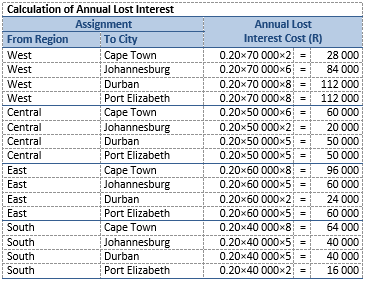 Calculation of Annual Lost Interest
Assignment Annual Lost
From Region To City Interest Cost (R)
West Cape Town 0.20×70 000×2 = 28 000
West Johannesburg 0.20×70 000×6 = 84 000
West Durban 0.20×70 000×8 = 112 000
West Port Elizabeth 0.20×70 000×8 = 112 000
Central Cape Town 0.20×50 000×6 = 60 000
Central Johannesburg 0.20×50 000×2 = 20 000
Central Durban 0.20×50 000×5 = 50 000
Central Port Elizabeth 0.20×50 000×5 = 50 000
East Cape Town 0.20×60 000×8 = 96 000
East Johannesburg 0.20×60 000×5 = 60 000
East Durban 0.20×60 000×2 = 24 000
East Port Elizabeth 0.20×60 000×5 = 60 000
South Cape Town 0.20×40 000×8 = 64 000
South Johannesburg 0.20×40 000×5 = 40 000
South Durban 0.20×40 000×5 = 40 000
South Port Elizabeth 0.20×40 000×2 = 16 000